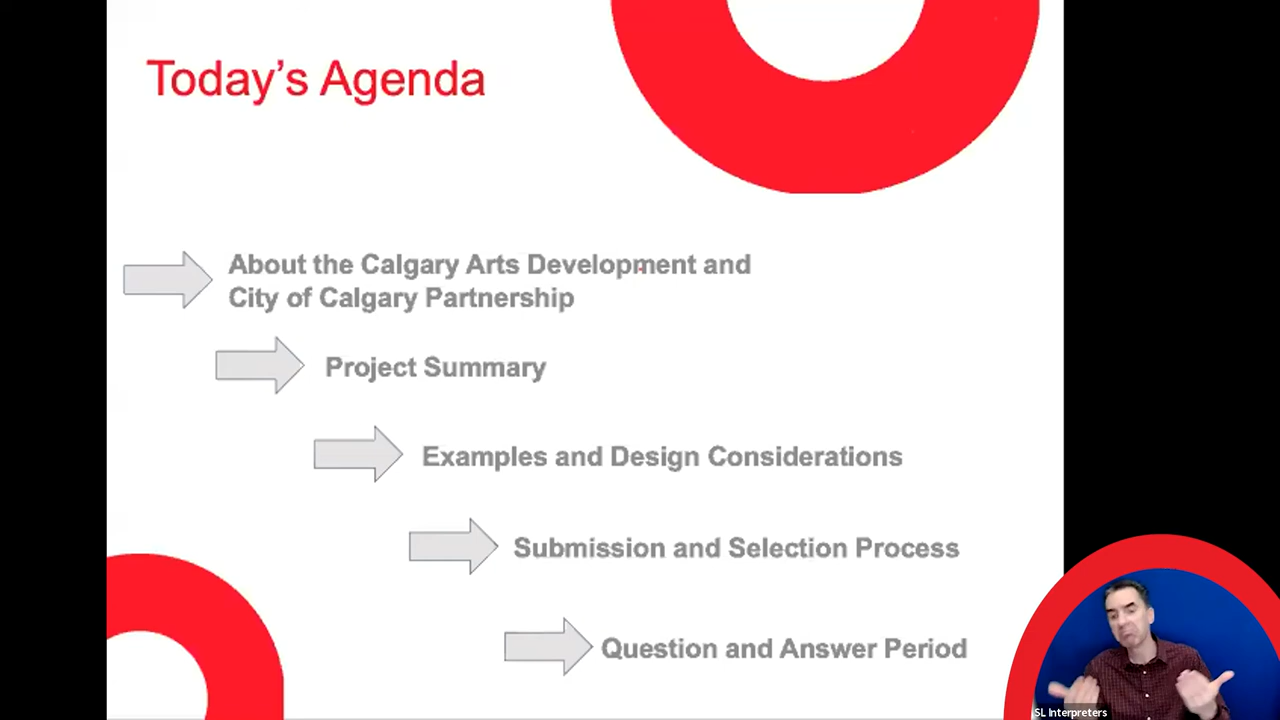 Today's Agenda
About the Calgary Arts Development and
City of Calgary Partnership
Project Summary
Examples and Design Considerations
Submission and Selection Process
Question and Answer Period
SL Interpreters